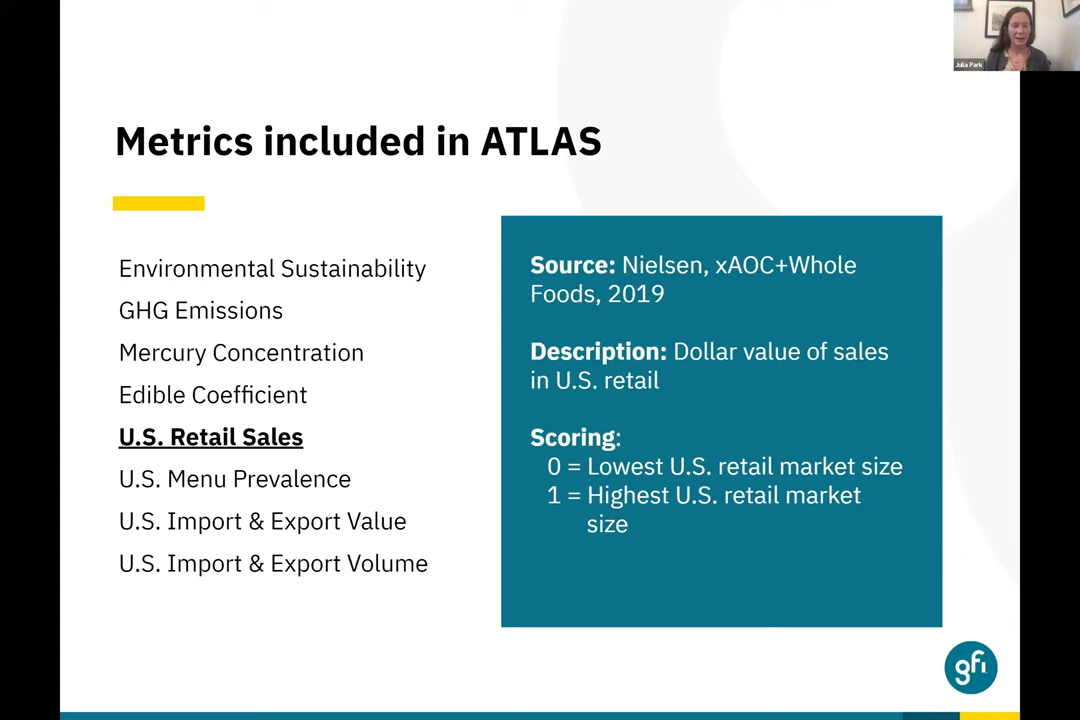 Julia Park
Metrics included in ATLAS
Environmental Sustainability
GHG Emissions
Mercury Concentration
Edible Coefficient
U.S. Retail Sales
U.S. Menu Prevalence
U.S. Import & Export Value
U.S. Import & Export Volume
Source: Nielsen, xAOC+Whole
Foods, 2019
Description: Dollar value of sales
in U.S. retail
Scoring:
0 = Lowest U.S. retail market size
1 = Highest U.S. retail market
size
gfi